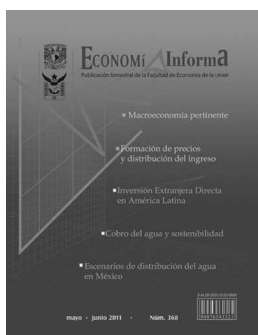 ECONOMÍA Informa
Publicación bimestral de la Facultad de Economía de la UNAM
Macroeconomía pertinente
Formación de precios
y distribución del ingreso
Inversión Extranjera Directa
en América Latina
Cobro del agua y sostenibilidad
Escenarios de distribución del agua
en México
mayo · junio 2011 · Núm. 368